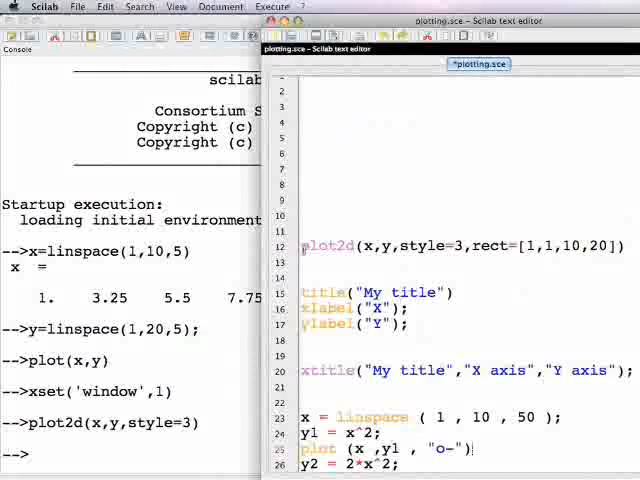 Scilab File Edit Search View Document Execute ?
plotting.sce - Scilab text editor
Console
plotting.sce - Scilab text editor
*plotting.sce
scilab
Consortium S
Copyright (c)
Copyright (c)
Startup execution:
loading initial environment
-->x=linspace(1,10,5)
x =
1. 3.25 5.5 7.75
-->y=linspace(1,20,5);
-->plot(x,y)
-->xset('window',1)
-->plot2d(x,y,style=3)
-->
2
3
4
5
6
7
8
9
10
11
12 plot2d(x,y,style=3,rect=[1,1,10,20])
13
14
15 title("My title")
16 xlabel("X");
17 ylabel("Y");
18
19
20 xtitle("My title","X axis","Y axis");
21
22
23 x = linspace ( 1 , 10 , 50 );
24 y1 = x^2;
25 plot (x ,y1 , "o-")
26 y2 = 2*x^2;